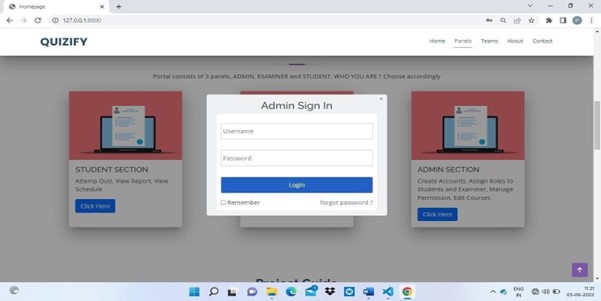 Homepage
127.0.0.1:8000
QUIZIFY
Home Panels Teams About Contact
Portal consists of 3 panels, ADMIN, EXAMINER and STUDENT. WHO YOU ARE ? Choose accordingly
Admin Sign In
Username
Password
Login
Remember forgot password ?
STUDENT SECTION
Attemp Quiz, View Report, View
Schedule
Click Here
ADMIN SECTION
Create Accounts, Assign Roles to
Students and Examiner, Manage
Permission, Edit Courses
Click Here
ENG
IN
11:21
03-06-2022